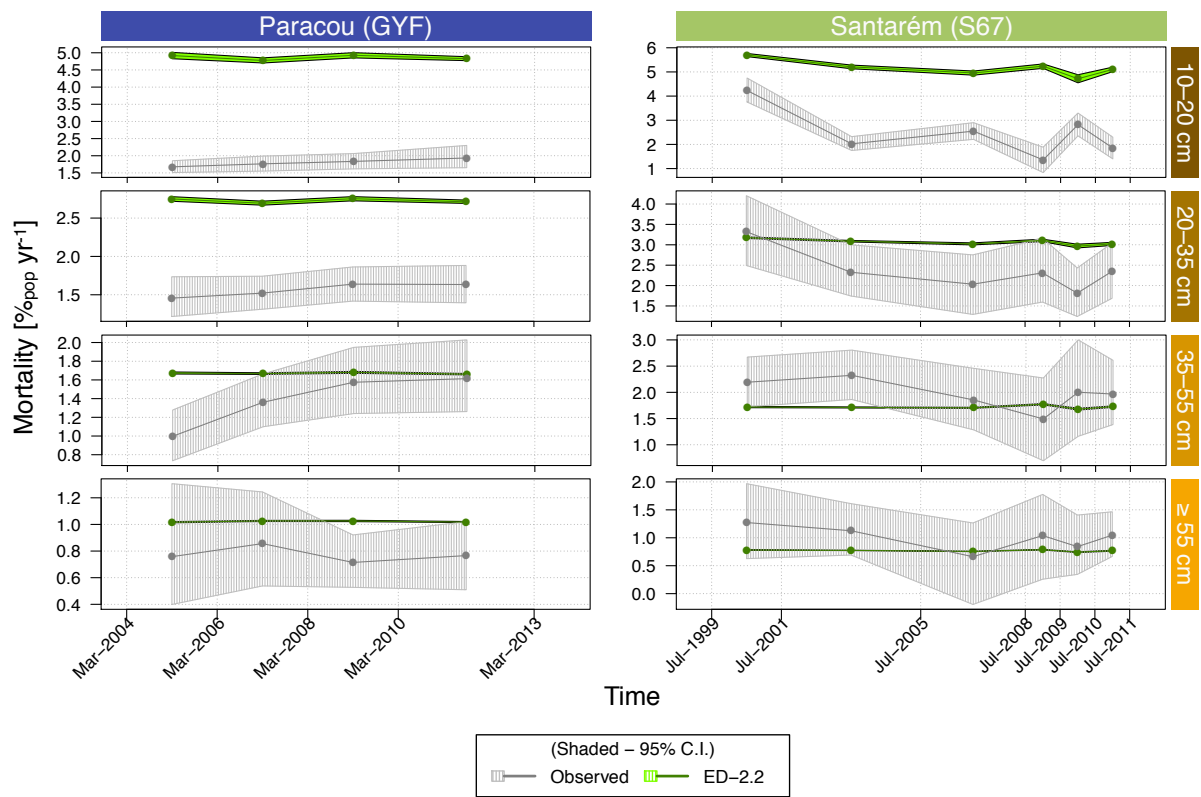 Paracou (GYF)
Santarém (S67)
5.0
4.5
4.0
3.5
3.0
2.5
2.0
1.5
6
5
4
3
2
1
10–20 cm
2.5
2.0
1.5
4.0
3.5
3.0
2.5
2.0
1.5
20–35 cm
2.0
1.8
1.6
1.4
1.2
1.0
0.8
3.0
2.5
2.0
1.5
1.0
35–55 cm
1.2
1.0
0.8
0.6
0.4
2.0
1.5
1.0
0.5
0.0
≥ 55 cm
Mortality [%pop yr-1]
Mar–2004
Mar–2006
Mar–2008
Mar–2010
Mar–2013
Jul–1999
Jul–2001
Jul–2005
Jul–2008
Jul–2009
Jul–2010
Jul–2011
Time
(Shaded – 95% C.I.)
Observed
ED–2.2